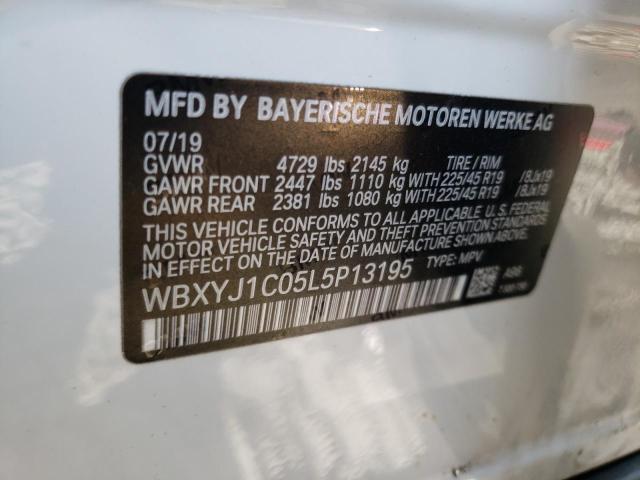 MFD BY BAYERISCHE MOTOREN WERKE AG
07/19
GVWR 4729 lbs 2145 kg TIRE / RIM
GAWR FRONT 2447 lbs 1110 kg WITH 225/45 R19 / 8Jx19
GAWR REAR 2381 lbs 1080 kg WITH 225/45 R19 / 8Jx19
THIS VEHICLE CONFORMS TO ALL APPLICABLE U.S. FEDERAL
MOTOR VEHICLE SAFETY AND THEFT PREVENTION STANDARDS
IN EFFECT ON THE DATE OF MANUFACTURE SHOWN ABOVE.
WBXYJ1C05L5P13195 TYPE: MPV